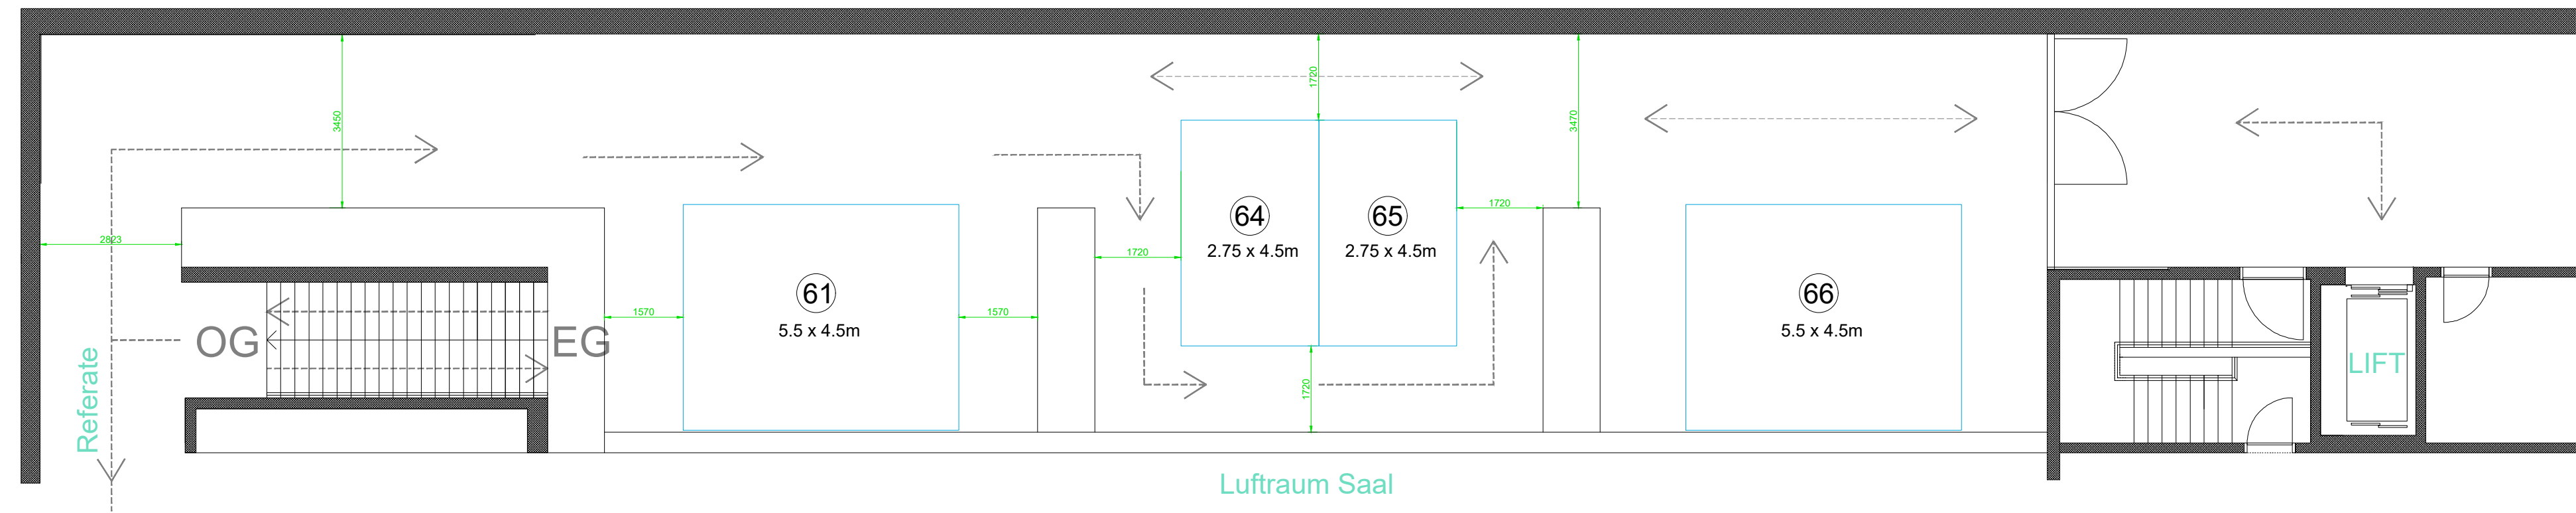 3450
1720
3470
2823
1720
1720
64
65
2.75 x 4.5m
2.75 x 4.5m
61
66
1570
1570
5.5 x 4.5m
5.5 x 4.5m
OG
EG
LIFT
Referate
1720
Luftraum Saal